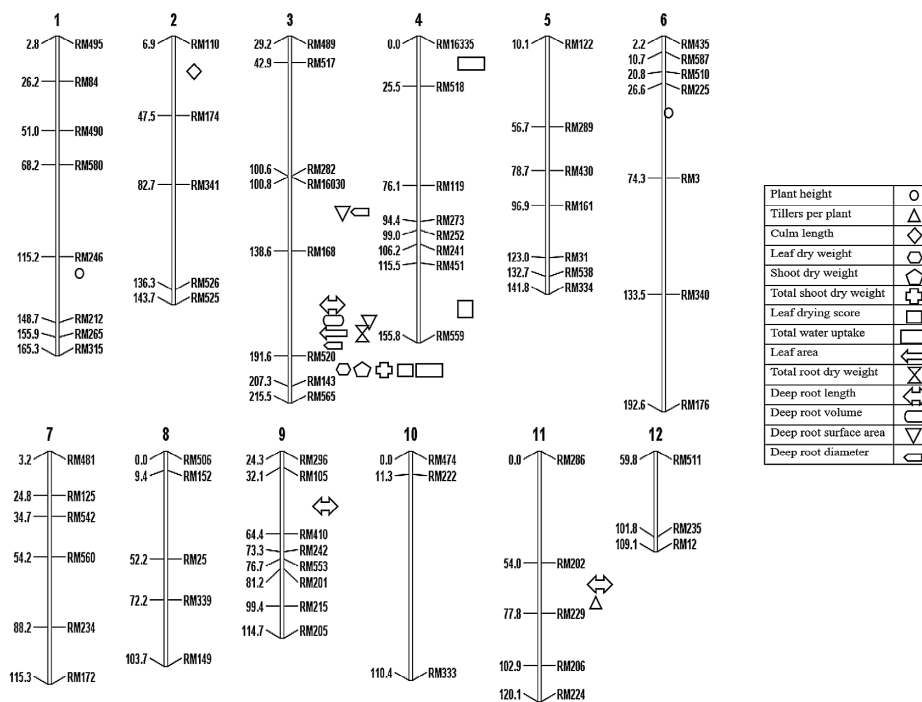 1 2 3 4 5 6
2.8 RM495
26.2 RM84
51.0 RM490
68.2 RM580
115.2 RM246
148.7 RM212
155.9 RM265
165.3 RM315
6.9 RM110
47.5 RM174
82.7 RM341
136.3 RM526
143.7 RM525
29.2 RM489
42.9 RM517
100.6 RM282
100.8 RM16030
138.6 RM168
191.6 RM520
207.3 RM143
215.5 RM565
0.0 RM16335
25.5 RM518
76.1 RM119
94.4 RM273
99.0 RM252
106.2 RM241
115.5 RM451
155.8 RM559
10.1 RM122
56.7 RM289
78.7 RM430
96.9 RM161
123.0 RM31
132.7 RM538
141.8 RM334
2.2 RM435
10.7 RM587
20.8 RM510
26.6 RM225
74.3 RM3
133.5 RM340
192.6 RM176
Plant height
Tillers per plant
Culm length
Leaf dry weight
Shoot dry weight
Total shoot dry weight
Leaf drying score
Total water uptake
Leaf area
Total root dry weight
Deep root length
Deep root volume
Deep root surface area
Deep root diameter
7 8 9 10 11 12
3.2 RM481
24.8 RM125
34.7 RM542
54.2 RM560
88.2 RM234
115.3 RM172
0.0 RM506
9.4 RM152
52.2 RM25
72.2 RM339
103.7 RM149
24.3 RM296
32.1 RM105
64.4 RM410
73.3 RM242
76.7 RM553
81.2 RM201
99.4 RM215
114.7 RM205
0.0 RM474
11.3 RM222
110.4 RM333
0.0 RM286
54.0 RM202
77.8 RM229
102.9 RM206
120.1 RM224
59.8 RM511
101.8 RM235
109.1 RM12